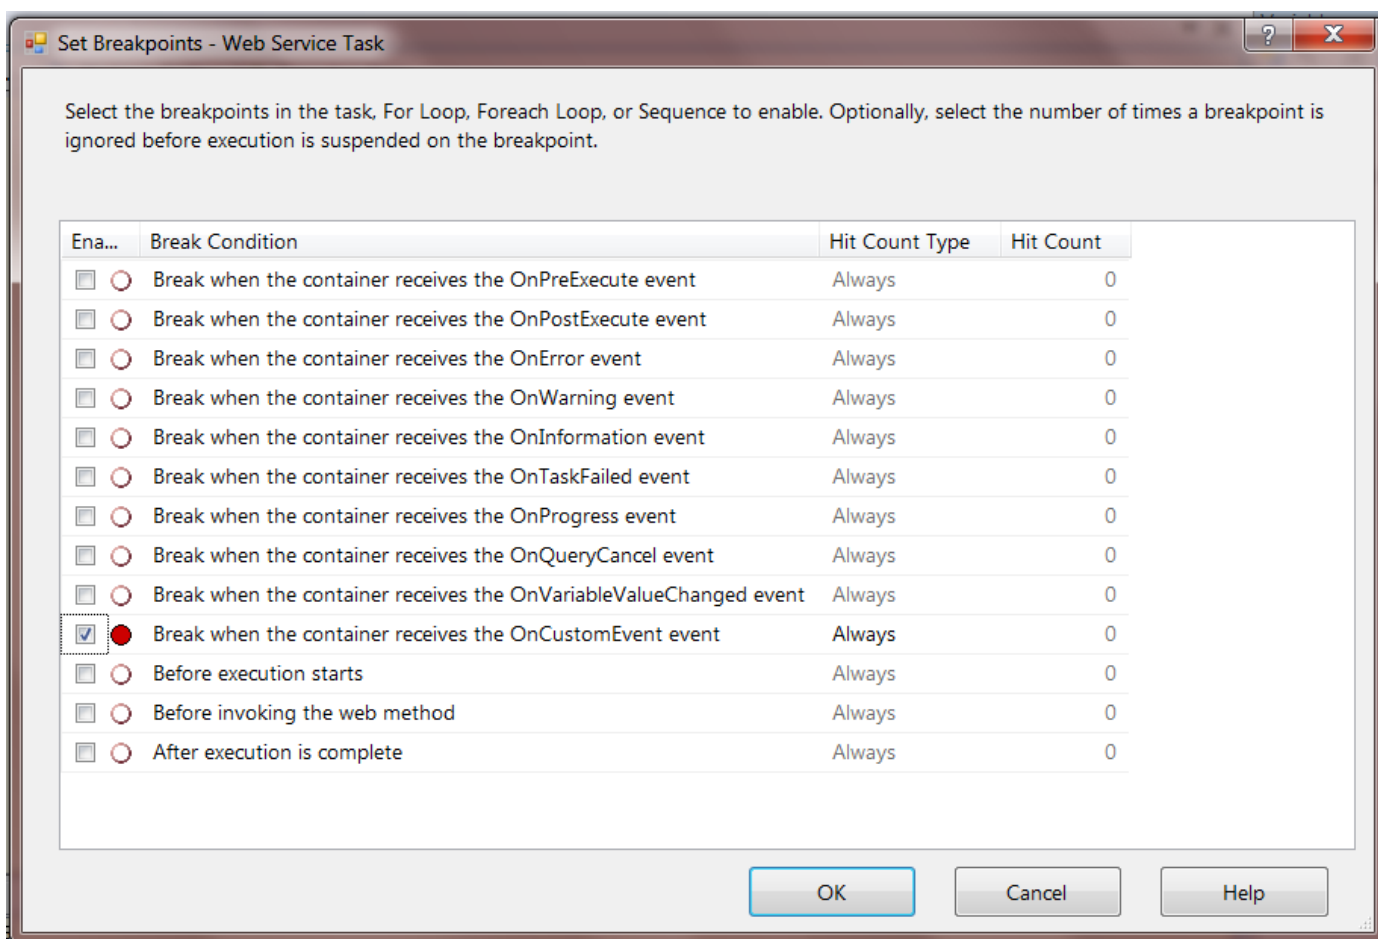 Set Breakpoints - Web Service Task
?
X
Select the breakpoints in the task, For Loop, Foreach Loop, or Sequence to enable. Optionally, select the number of times a breakpoint is
ignored before execution is suspended on the breakpoint.
Ena... Break Condition Hit Count Type Hit Count
Break when the container receives the OnPreExecute event Always 0
Break when the container receives the OnPostExecute event Always 0
Break when the container receives the OnError event Always 0
Break when the container receives the OnWarning event Always 0
Break when the container receives the OnInformation event Always 0
Break when the container receives the OnTaskFailed event Always 0
Break when the container receives the OnProgress event Always 0
Break when the container receives the OnQueryCancel event Always 0
Break when the container receives the OnVariableValueChanged event Always 0
Break when the container receives the OnCustomEvent event Always 0
Before execution starts Always 0
Before invoking the web method Always 0
After execution is complete Always 0
OK Cancel Help